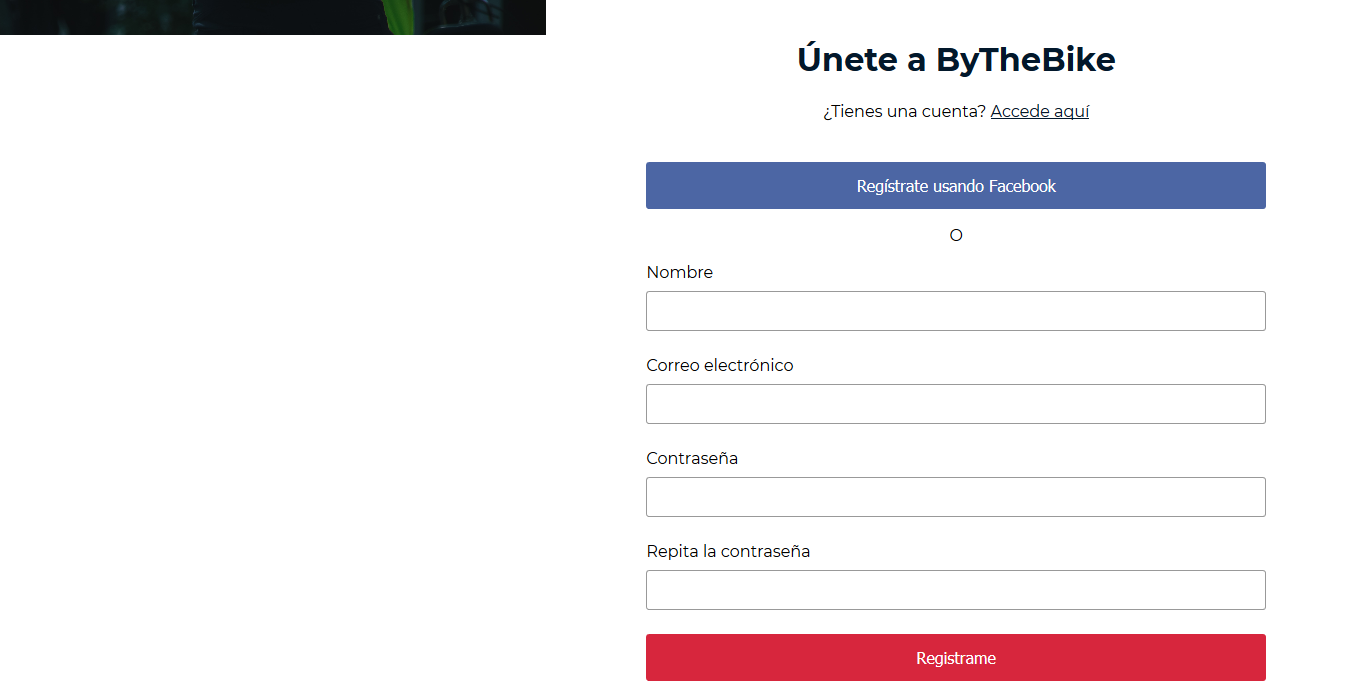 Únete a ByTheBike
¿Tienes una cuenta? Accede aquí
Regístrate usando Facebook
O
Nombre
Correo electrónico
Contraseña
Repita la contraseña
Registrame